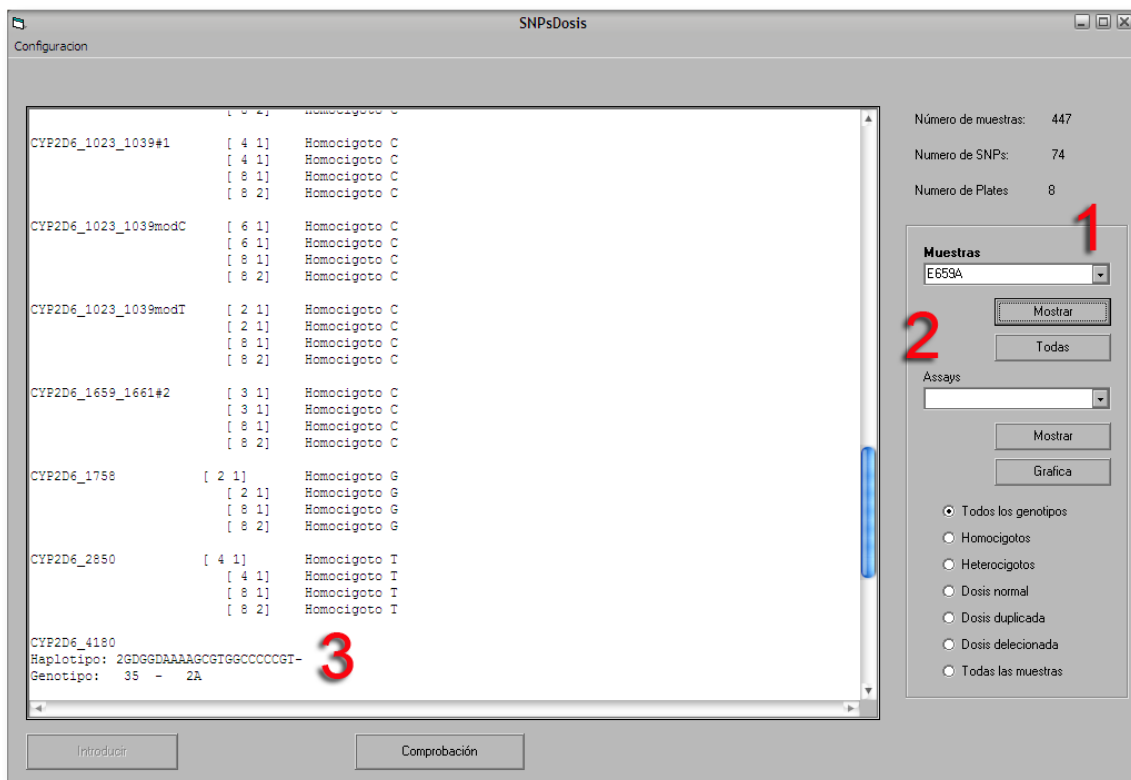 SNPsDosis
Configuracion
[ 8 2] Homocigoto C
CYP2D6_1023_1039#1 [ 4 1] Homocigoto C
[ 4 1] Homocigoto C
[ 8 1] Homocigoto C
[ 8 2] Homocigoto C
CYP2D6_1023_1039modC [ 6 1] Homocigoto C
[ 6 1] Homocigoto C
[ 8 1] Homocigoto C
[ 8 2] Homocigoto C
CYP2D6_1023_1039modT [ 2 1] Homocigoto C
[ 2 1] Homocigoto C
[ 8 1] Homocigoto C
[ 8 2] Homocigoto C
CYP2D6_1659_1661#2 [ 3 1] Homocigoto C
[ 3 1] Homocigoto C
[ 8 1] Homocigoto C
[ 8 2] Homocigoto C
CYP2D6_1758 [ 2 1] Homocigoto G
[ 2 1] Homocigoto G
[ 8 1] Homocigoto G
[ 8 2] Homocigoto G
CYP2D6_2850 [ 4 1] Homocigoto T
[ 4 1] Homocigoto T
[ 8 1] Homocigoto T
[ 8 2] Homocigoto T
CYP2D6_4180
Haplotipo: 2GDGGDAAAAGCGTGGCCCCCGT-
Genotipo: 35 - 2A
3
Número de muestras: 447
Numero de SNPs: 74
Numero de Plates 8
1
Muestras
E659A
Mostrar
2
Todas
Assays
Mostrar
Grafica
Todos los genotipos
Homocigotos
Heterocigotos
Dosis normal
Dosis duplicada
Dosis delecionada
Todas las muestras
Introducir
Comprobación